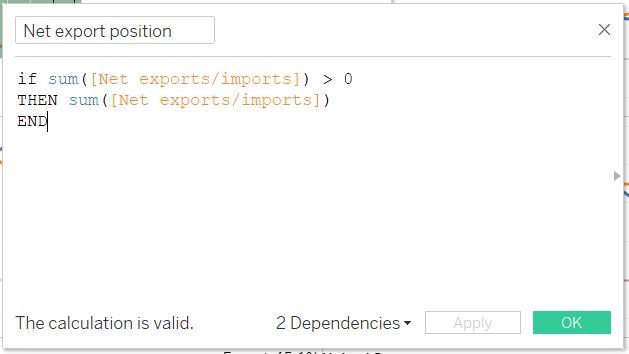 Net export position
if sum([Net exports/imports]) > 0
THEN sum([Net exports/imports])
END
The calculation is valid.
2 Dependencies
Apply
OK